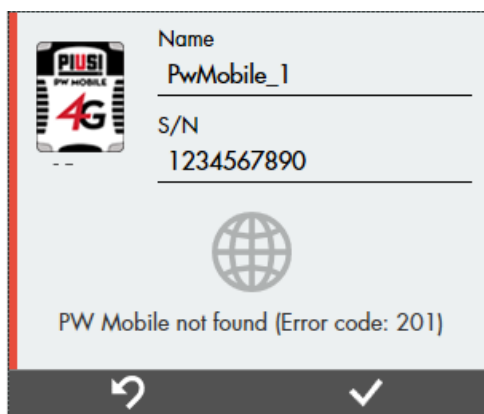 PIUSI
PW MOBILE
4G
--
Name
PwMobile_1
S/N
1234567890
PW Mobile not found (Error code: 201)